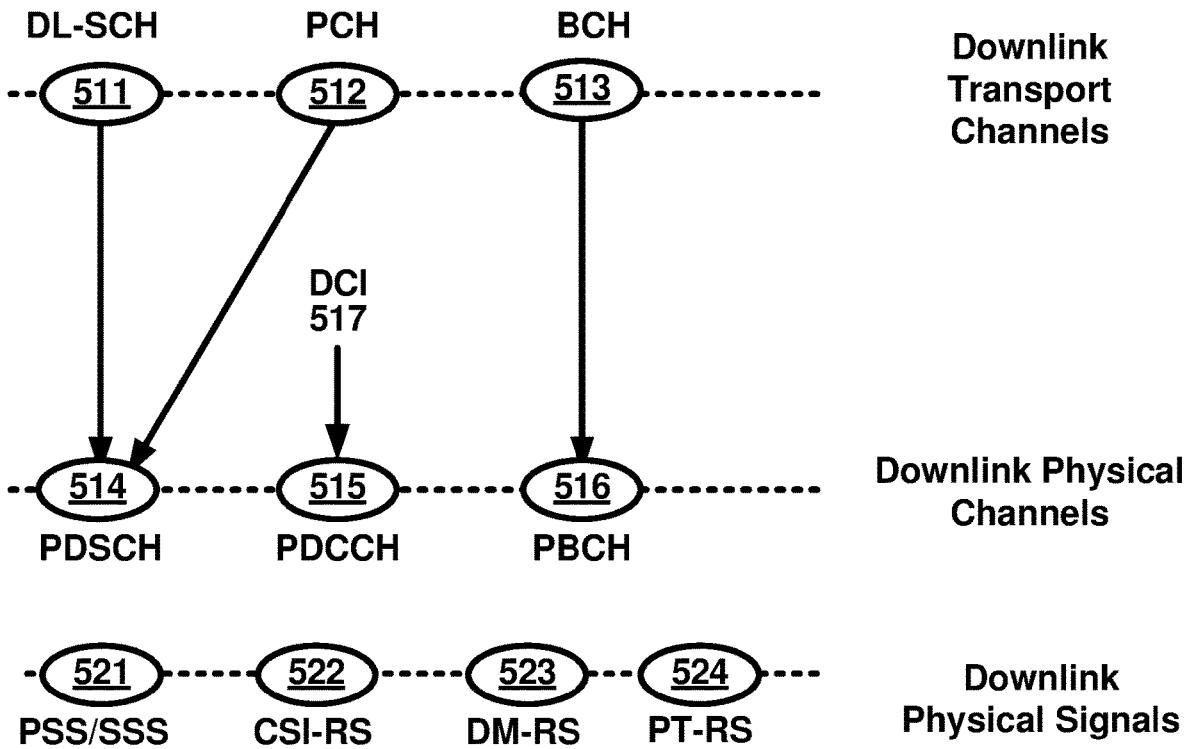 DL-SCH PCH BCH
511 512 513
Downlink
Transport
Channels
DCI
517
514 515 516
PDSCH PDCCH PBCH
Downlink Physical
Channels
521 522 523 524
PSS/SSS CSI-RS DM-RS PT-RS
Downlink
Physical Signals